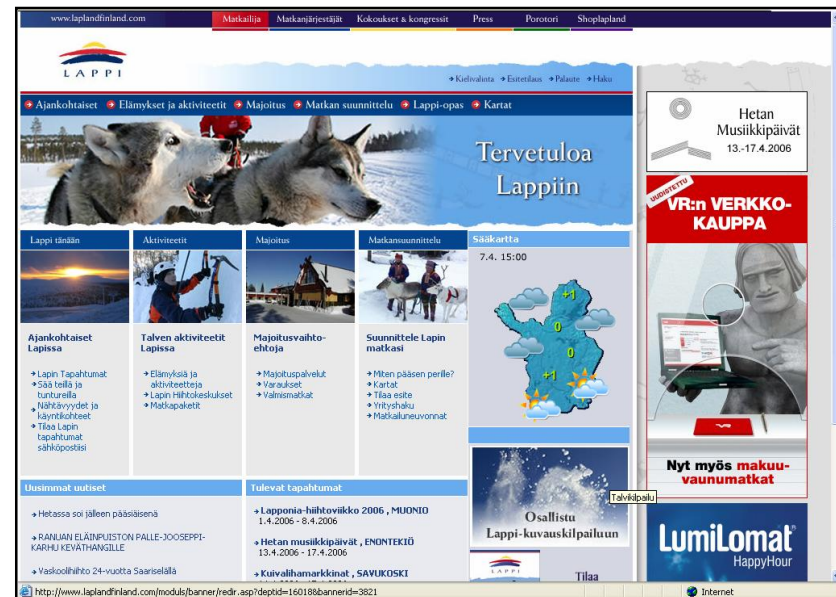 www.laplandfinland.com
Matkailija Matkanjärjestäjät Kokoukset & kongressit Press Porotori Shoplapland
LAPPI
Kielivalinta Esitetilaus Palaute Haku
Ajankohtaiset Elämykset ja aktiviteetit Majoitus Matkan suunnittelu Lappi-opas Kartat
Tervetuloa
Lappiin
Lappi tänään
Ajankohtaiset
Lapissa
Lapin Tapahtumat
Sää teillä ja
tuntureilla
Nähtävyydet ja
käyntikohteet
Tilaa Lapin
tapahtumat
sähköpostiisi
Aktiviteetit
Talven aktiviteetit
Lapissa
Elämyksiä ja
aktiviteetteja
Lapin Hiihtokeskukset
Matkapaketit
Majoitus
Majoitusvaihto-
ehtoja
Majoituspalvelut
Varaukset
Valmismatkat
Matkansuunnittelu
Suunnittele Lapin
matkasi
Miten pääsen perille?
Kartat
Tilaa esite
Yrityshaku
Matkailuneuvonnat
Sääkartta
7.4. 15:00
+1
0
0
+1
Uusimmat uutiset
Hetassa soi jälleen pääsiäisenä
RANUAN ELÄINPUISTON PALLE-JOOSEPPI-
KARHU KEVÄTHANGILLE
Vaskoolihiihto 24-vuotta Saariselällä
Tulevat tapahtumat
Lapponia-hiihtoviikko 2006 , MUONIO
1.4.2006 - 8.4.2006
Hetan musiikkipäivät , ENONTEKIÖ
13.4.2006 - 17.4.2006
Kuivalihamarkkinat , SAVUKOSKI
Talvikilpailu
Osallistu
Lappi-kuvauskilpailuun
LAPPI
Tilaa
Hetan
Musiikkipäivät
13.-17.4.2006
UUDISTETTU
VR:n VERKKO-
KAUPPA
Nyt myös makuu-
vaunumatkat
LumiLomat
HappyHour
http://www.laplandfinland.com/moduls/banner/redir.asp?deptid=16018&bannerid=3821
Internet